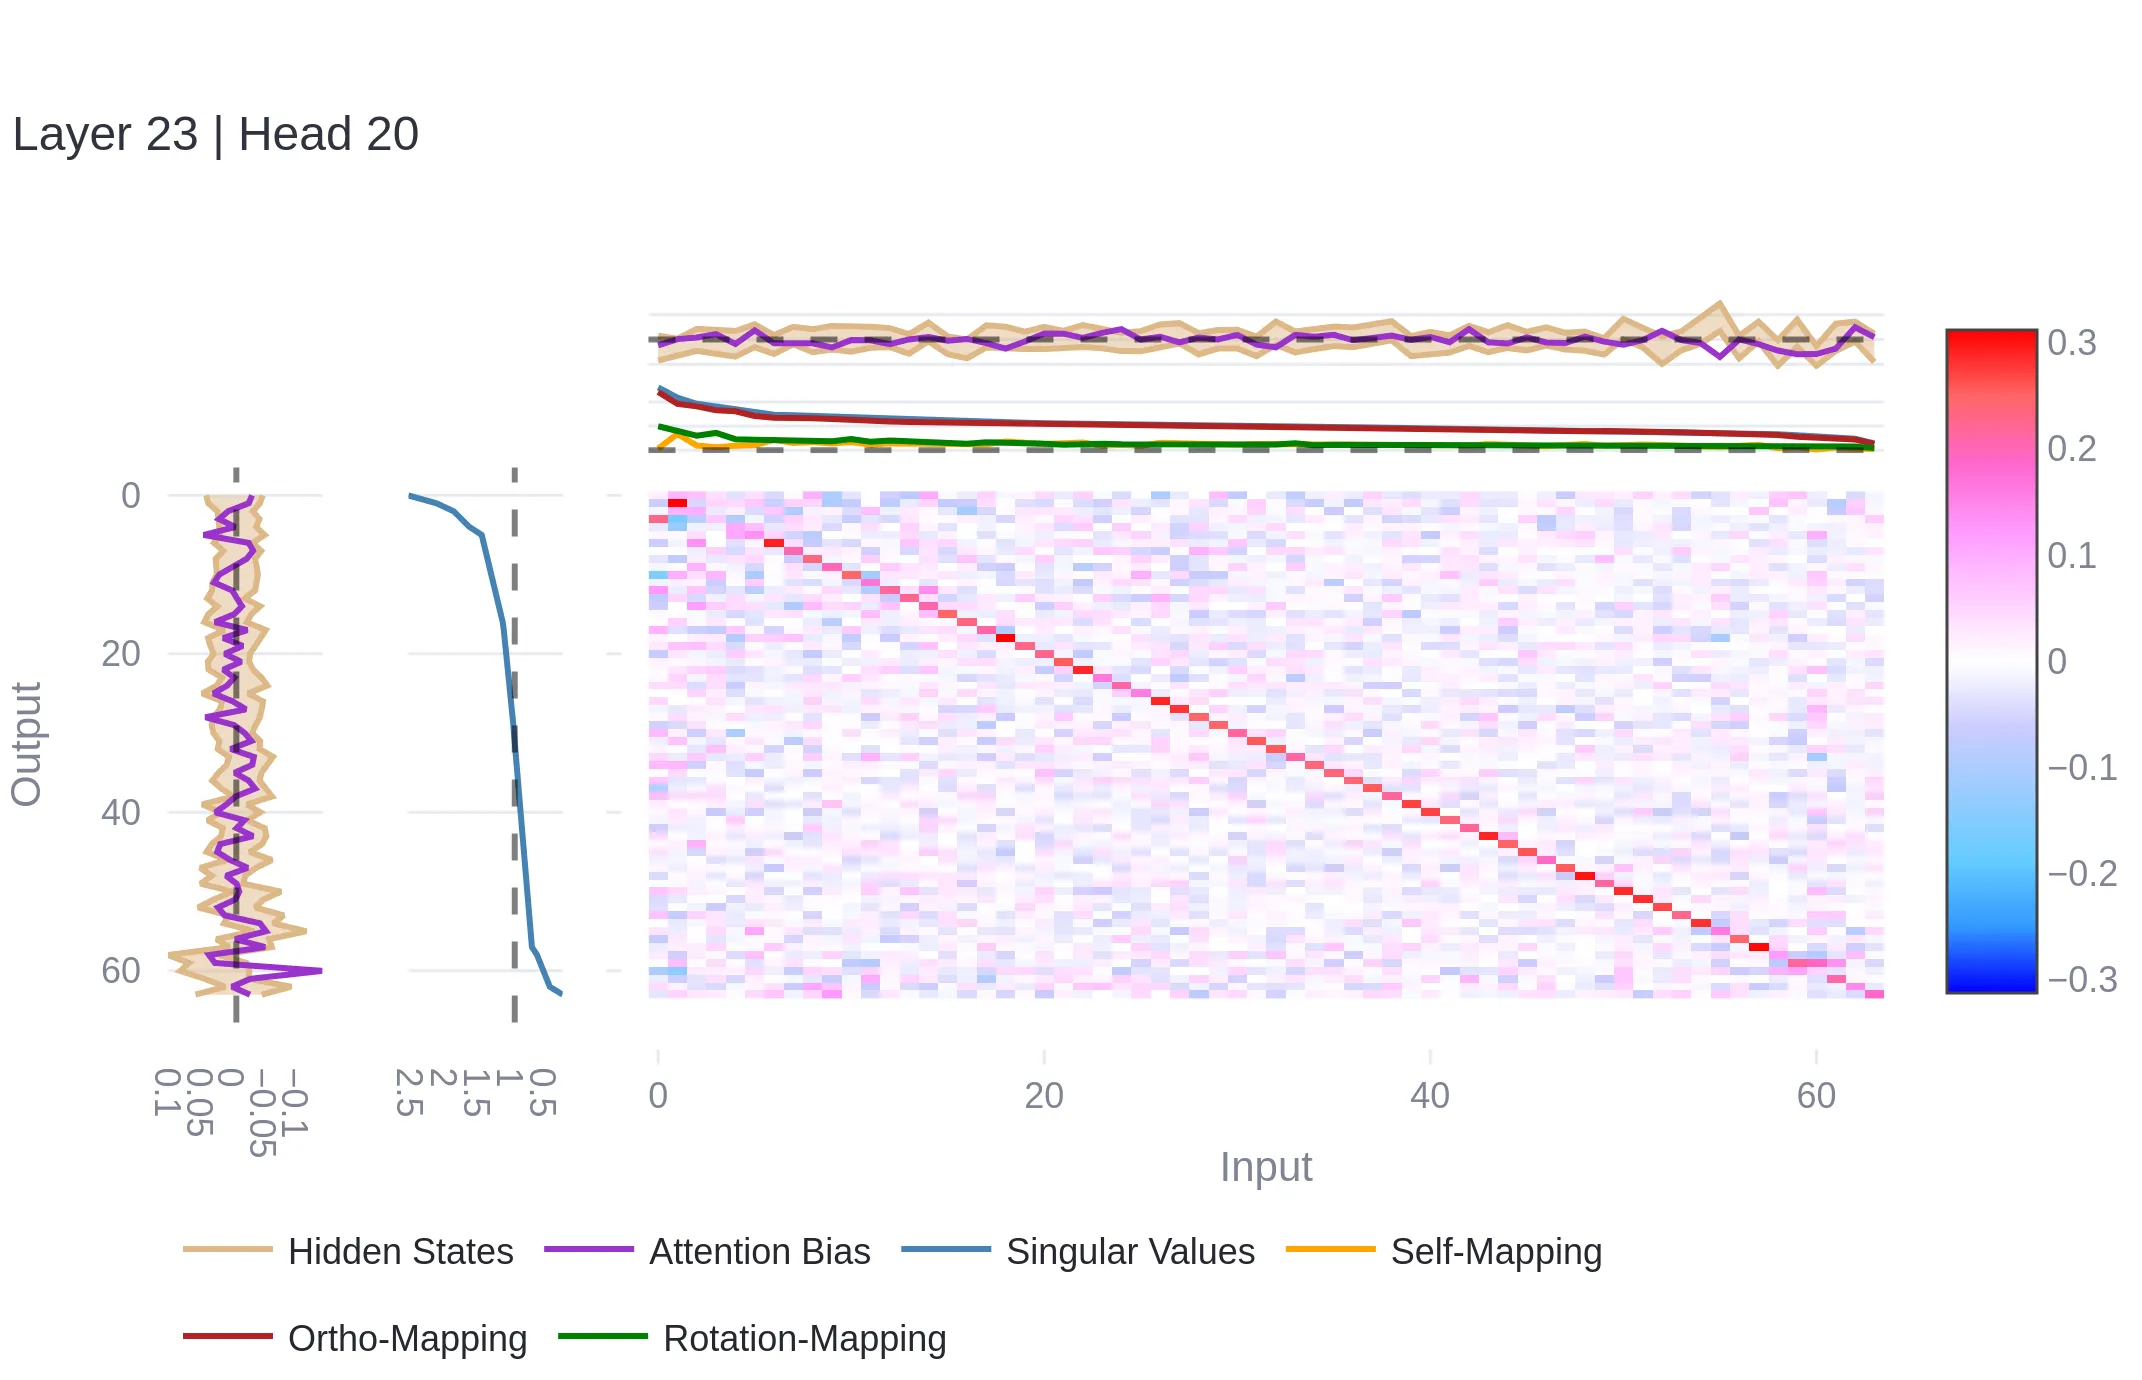 Layer 23 | Head 20
0.3
0.2
0.1
0
−0.1
−0.2
−0.3
Output
0
20
40
60
0.1
0.05
0
−0.05
−0.1
2.5
2
1.5
1
0.5
0
20
40
60
Input
Hidden States
Attention Bias
Singular Values
Self-Mapping
Ortho-Mapping
Rotation-Mapping